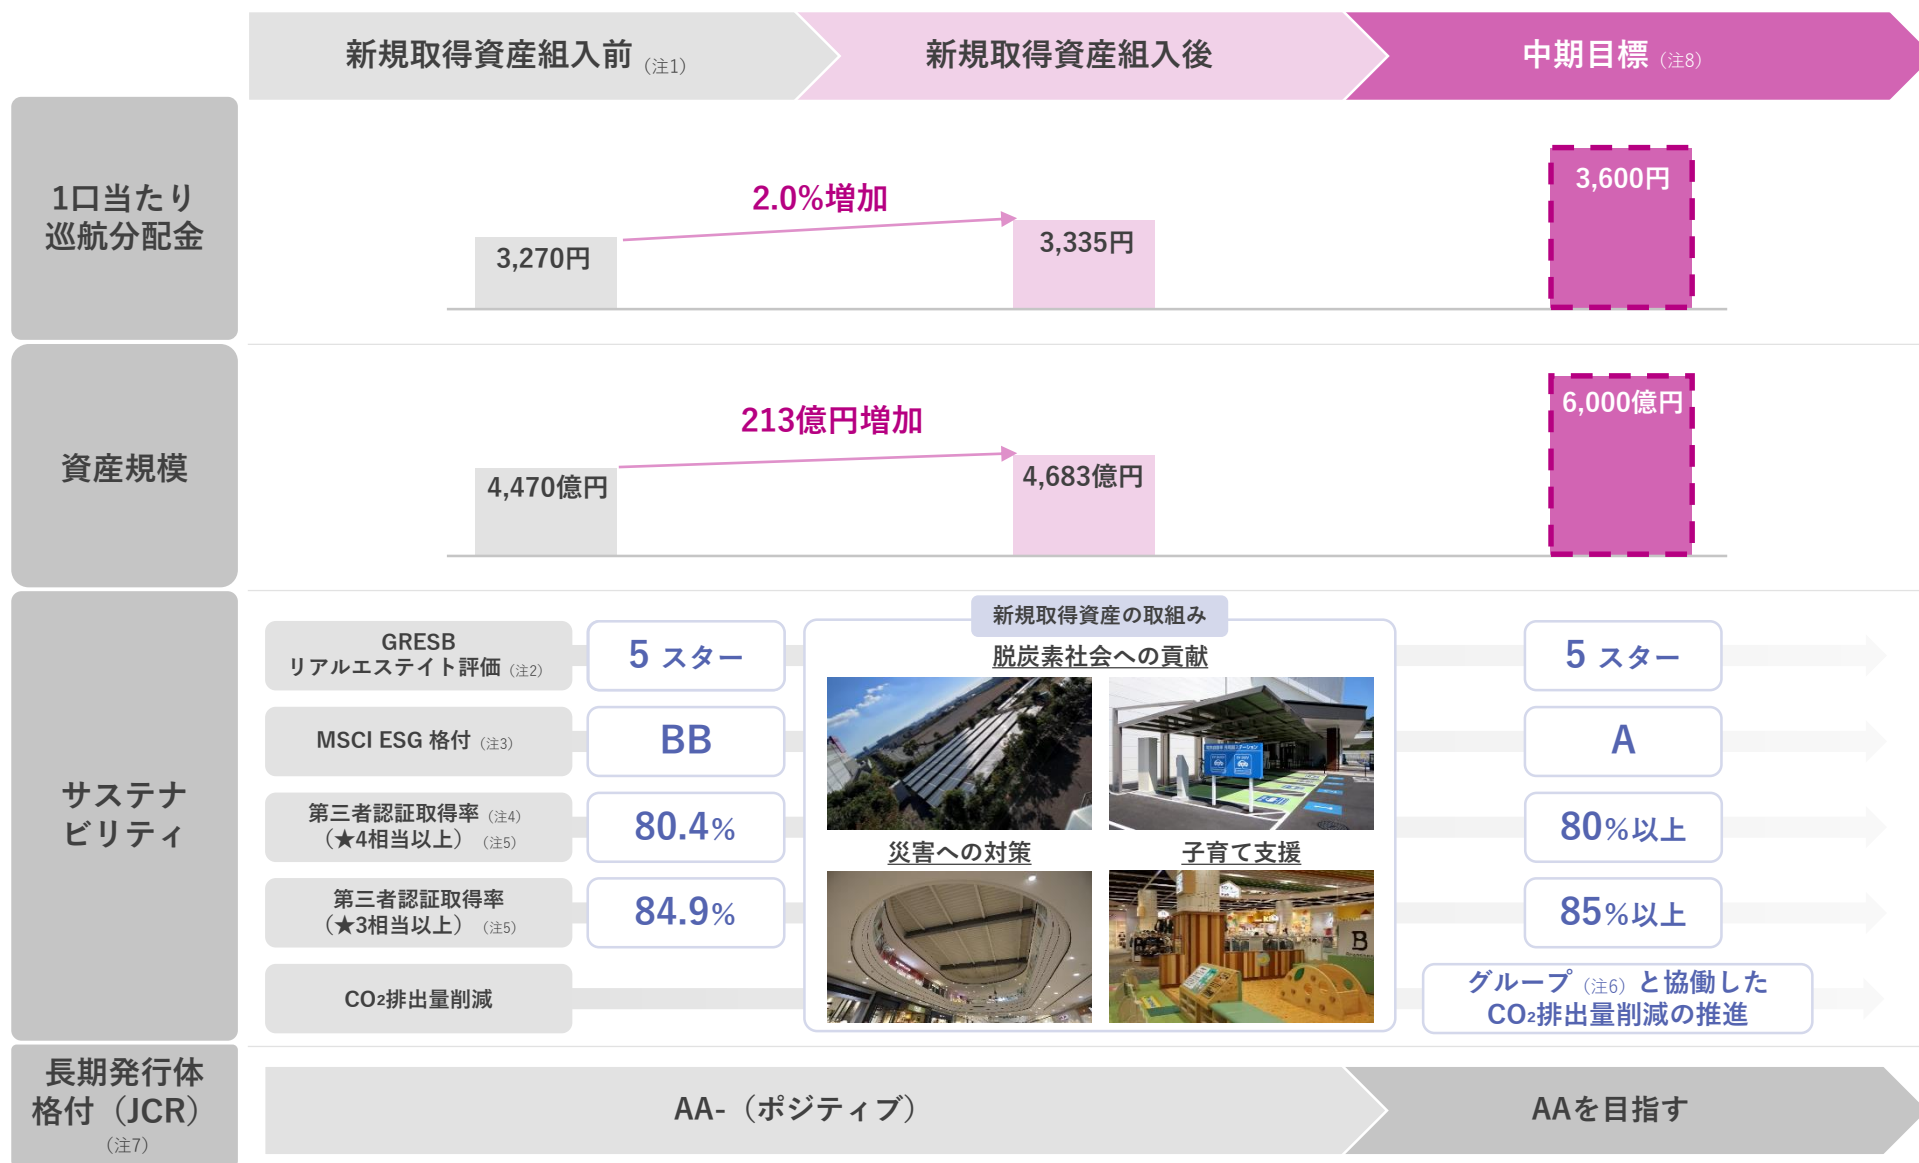 新規取得資産組入前（注1）
新規取得資産組入後
中期目標（注8）
1口当たり
巡航分配金
3,270円
2.0%増加
3,335円
3,600円
資産規模
4,470億円
213億円増加
4,683億円
6,000億円
サステナ
ビリティ
GRESB
リアルエステイト評価（注2）
5 スター
MSCI ESG 格付（注3）
BB
第三者認証取得率（注4）
（★4相当以上）（注5）
80.4%
第三者認証取得率
（★3相当以上）（注5）
84.9%
CO₂排出量削減
新規取得資産の取組み
脱炭素社会への貢献
災害への対策
子育て支援
B
5 スター
A
80%以上
85%以上
グループ（注6）と協働した
CO₂排出量削減の推進
長期発行体
格付（JCR）
（注7）
AA-（ポジティブ）
AAを目指す